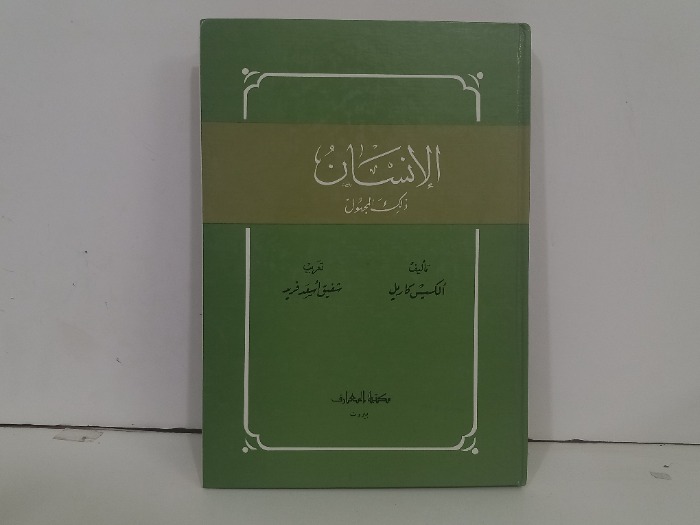 الإنسان
ذلك المجهول
تأليف
ألكسيس كاريل
تعريب
شفيق أسعد فريد
مكتبة المعارف
بيروت